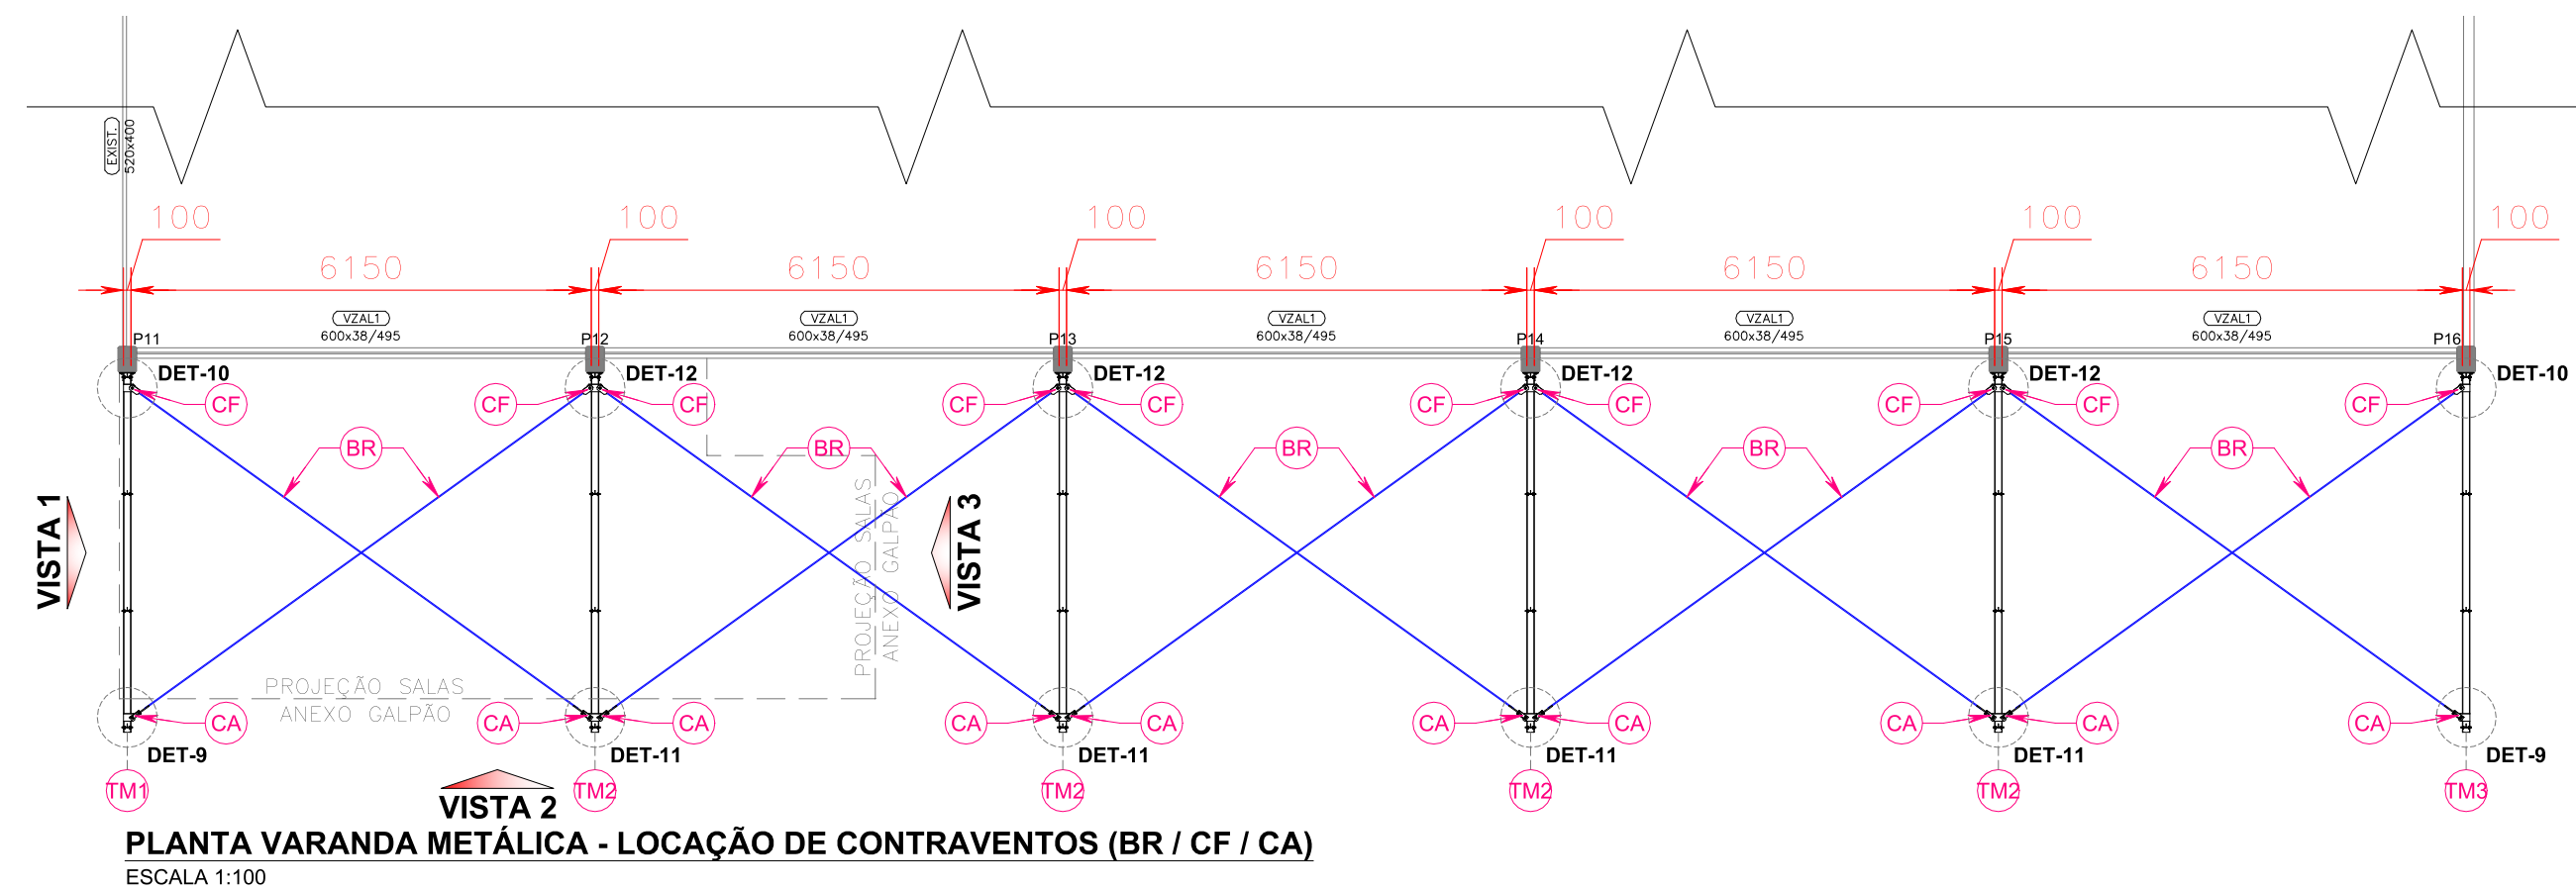 EXIST.
520x400
100
100
100
100
100
100
6150
6150
6150
6150
6150
VZAL1
600x38/495
VZAL1
600x38/495
VZAL1
600x38/495
VZAL1
600x38/495
VZAL1
600x38/495
P11
P12
P13
P14
P15
P16
DET-10
DET-12
DET-12
DET-12
DET-12
DET-10
CF
CF
CF
CF
CF
CF
CF
CF
CF
CF
BR
BR
BR
BR
BR
VISTA 1
PROJEÇÃO SALAS
ANEXO GALPÃO
VISTA 3
PROJEÇÃO SALAS
ANEXO GALPÃO
CA
CA
CA
CA
CA
CA
CA
CA
CA
CA
DET-9
DET-11
DET-11
DET-11
DET-11
DET-9
TM1
TM2
TM2
TM2
TM2
TM3
VISTA 2
PLANTA VARANDA METÁLICA - LOCAÇÃO DE CONTRAVENTOS (BR / CF / CA)
ESCALA 1:100